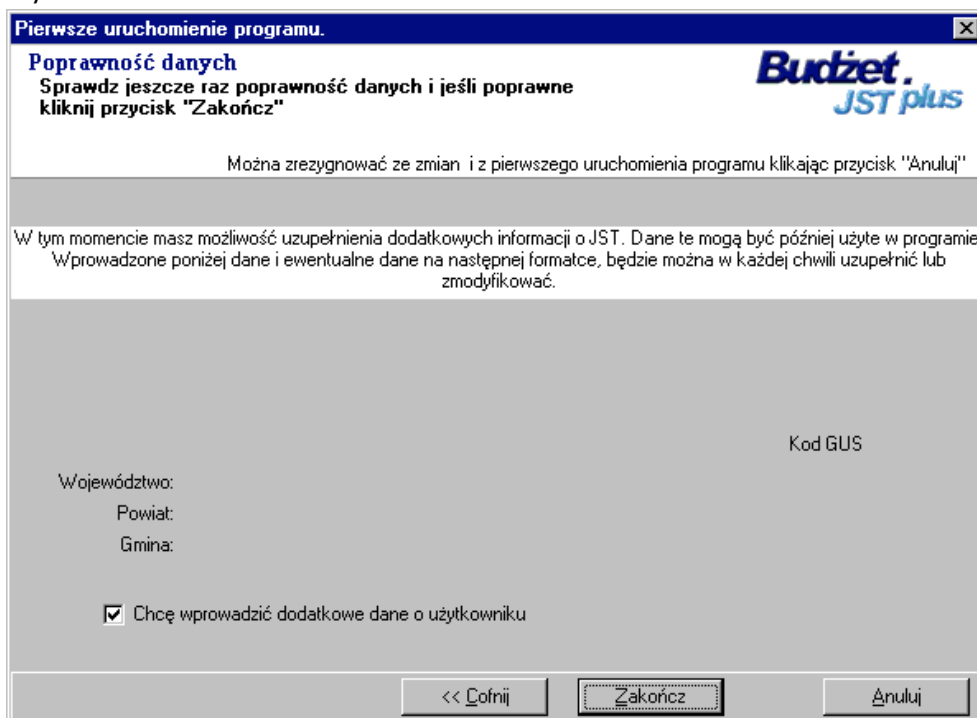 Pierwsze uruchomienie programu.
Poprawność danych
Sprawdz jeszcze raz poprawność danych i jeśli poprawne
kliknij przycisk "Zakończ"
Budżet.
JST plus
Można zrezygnować ze zmian i z pierwszego uruchomienia programu klikając przycisk "Anuluj"
W tym momencie masz możliwość uzupełnienia dodatkowych informacji o JST. Dane te mogą być później użyte w programie
Wprowadzone poniżej dane i ewentualne dane na następnej formatce, będzie można w każdej chwili uzupełnić lub
zmodyfikować.
Kod GUS
Województwo:
Powiat:
Gmina:
Chcę wprowadzić dodatkowe dane o użytkowniku
<< Cofnij
Zakończ
Anuluj